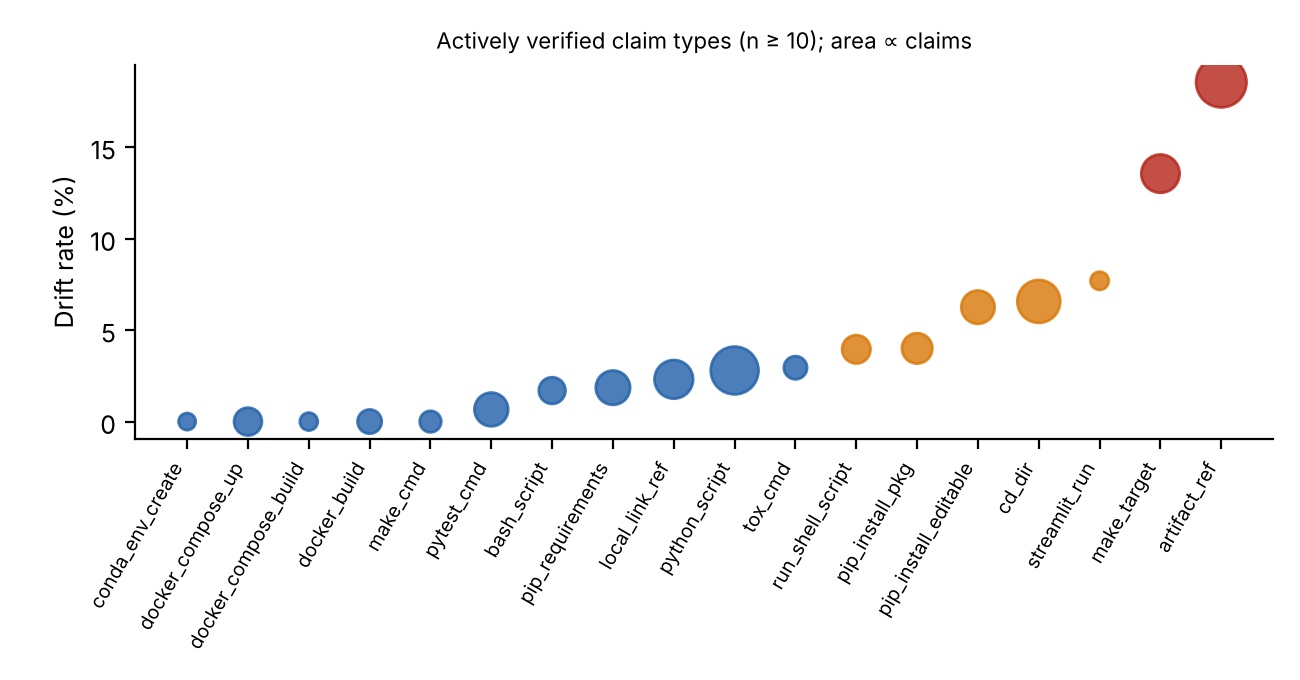 Actively verified claim types (n ≥ 10); area ∝ claims
Drift rate (%)
15
10
5
0
conda_env_create
docker_compose_up
docker_compose_build
docker_build
make_cmd
pytest_cmd
bash_script
pip_requirements
local_link_ref
python_script
tox_cmd
run_shell_script
pip_install_pkg
pip_install_editable
cd_dir
streamlit_run
make_target
artifact_ref